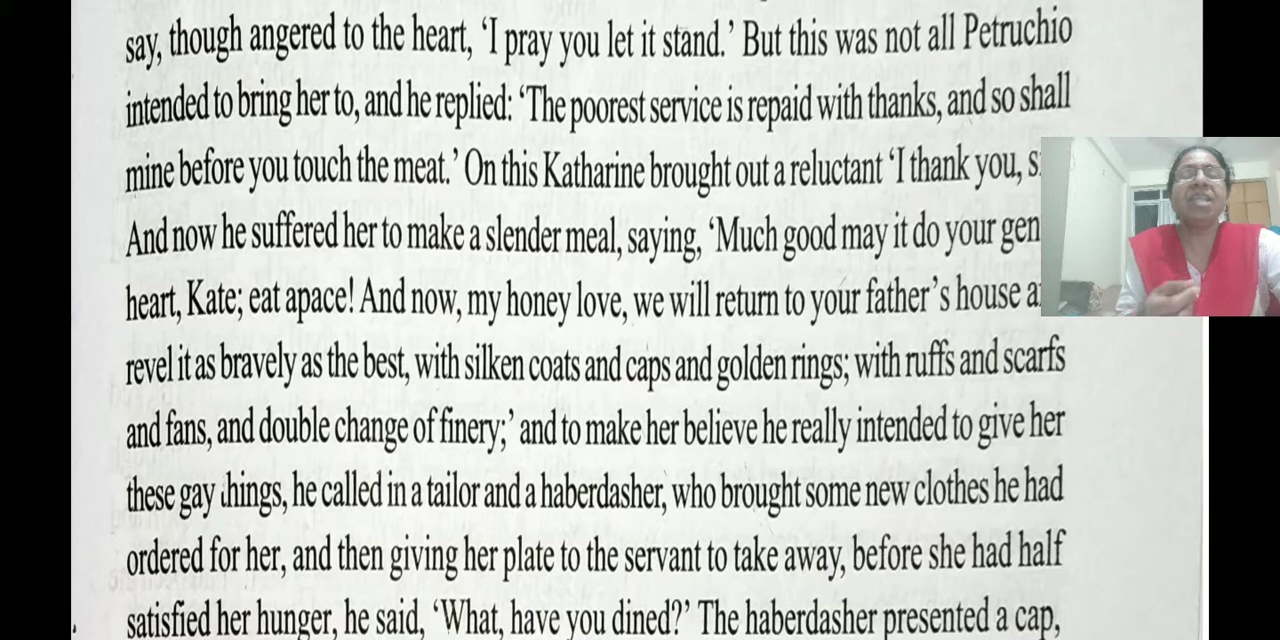 say, though angered to the heart, ‘I pray you let it stand.’ But this was not all Petruchio
intended to bring her to, and he replied: ‘The poorest service is repaid with thanks, and so shall
mine before you touch the meat.’ On this Katharine brought out a reluctant ‘I thank you,
And now he suffered her to make a slender meal, saying, ‘Much good may it do your
heart, Kate; eat apace! And now, my honey love, we will return to your father’s house
revel it as bravely as the best, with silken coats and caps and golden rings; with ruffs and scarfs
and fans, and double change of finery;’ and to make her believe he really intended to give her
these gay things, he called in a tailor and a haberdasher, who brought some new clothes he had
ordered for her, and then giving her plate to the servant to take away, before she had half
satisfied her hunger, he said, ‘What, have you dined?’ The haberdasher presented a cap,